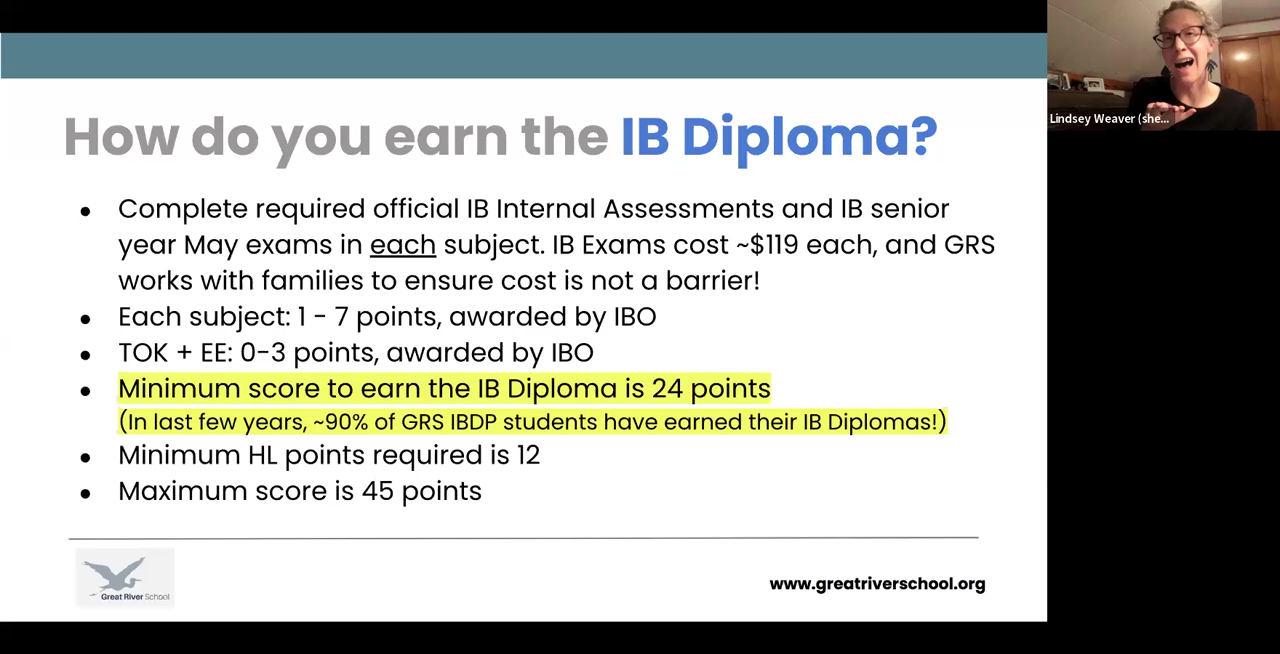 How do you earn the IB Diploma?
● Complete required official IB Internal Assessments and IB senior
year May exams in each subject. IB Exams cost ~$119 each, and GRS
works with families to ensure cost is not a barrier!
● Each subject: 1 - 7 points, awarded by IBO
● TOK + EE: 0-3 points, awarded by IBO
● Minimum score to earn the IB Diploma is 24 points
(In last few years, ~90% of GRS IBDP students have earned their IB Diplomas!)
● Minimum HL points required is 12
● Maximum score is 45 points
Great River School
www.greatriverschool.org
Lindsey Weaver (she...